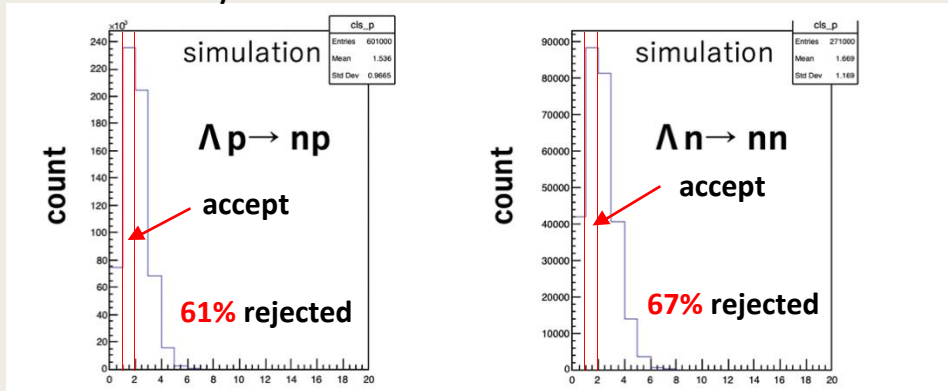 cls_p
Entries 601000
Mean 1.536
Std Dev 0.9665
×10³
simulation
240
220
200
180
160
140
120
100
80
60
40
20
0
count
Λ p→ np
accept
61% rejected
0 2 4 6 8 10 12 14 16 18 20
cls_p
Entries 271000
Mean 1.669
Std Dev 1.169
simulation
90000
80000
70000
60000
50000
40000
30000
20000
10000
0
count
Λ n→ nn
accept
67% rejected
0 2 4 6 8 10 12 14 16 18 20